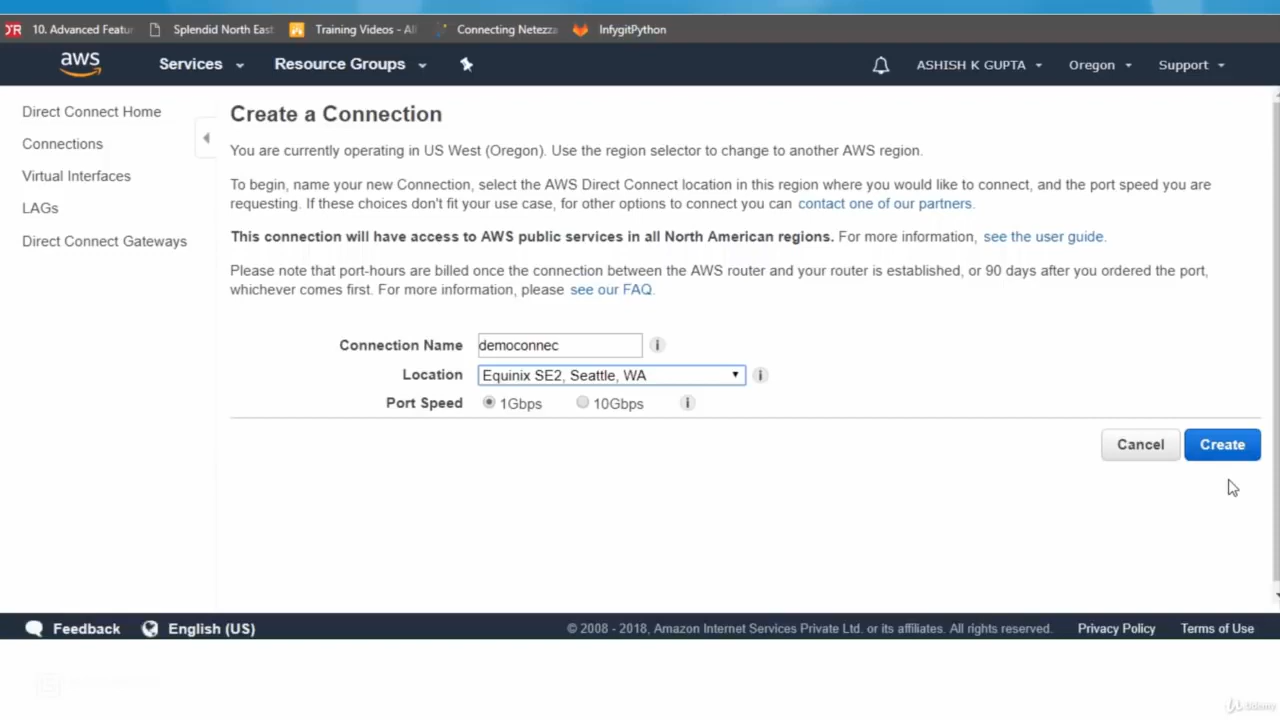 10. Advanced Featu Splendid North East Training Videos - All Connecting Netezza InfygitPython
aws Services Resource Groups ASHISH K GUPTA Oregon Support
Direct Connect Home
Connections
Virtual Interfaces
LAGs
Direct Connect Gateways
Create a Connection
You are currently operating in US West (Oregon). Use the region selector to change to another AWS region.
To begin, name your new Connection, select the AWS Direct Connect location in this region where you would like to connect, and the port speed you are
requesting. If these choices don't fit your use case, for other options to connect you can contact one of our partners.
This connection will have access to AWS public services in all North American regions. For more information, see the user guide.
Please note that port-hours are billed once the connection between the AWS router and your router is established, or 90 days after you ordered the port,
whichever comes first. For more information, please see our FAQ.
Connection Name democonnec i
Location Equinix SE2, Seattle, WA i
Port Speed 1Gbps 10Gbps i
Cancel Create
Feedback English (US) © 2008 - 2018, Amazon Internet Services Private Ltd. or its affiliates. All rights reserved. Privacy Policy Terms of Use
Udemy